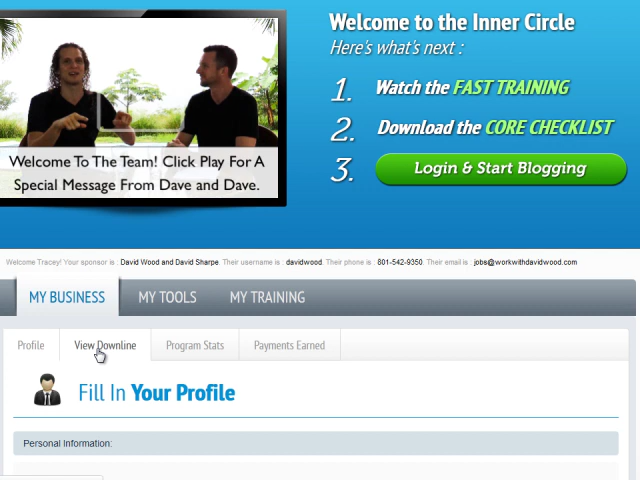 Welcome to the Inner Circle
Here's what's next :
1. Watch the FAST TRAINING
2. Download the CORE CHECKLIST
3. Login & Start Blogging
Welcome To The Team! Click Play For A
Special Message From Dave and Dave.
Welcome Tracey! Your sponsor is : David Wood and David Sharpe. Their username is : davidwood. Their phone is : 801-542-9350. Their email is : jobs@workwithdavidwood.com
MY BUSINESS MY TOOLS MY TRAINING
Profile View Downline Program Stats Payments Earned
Fill In Your Profile
Personal Information: